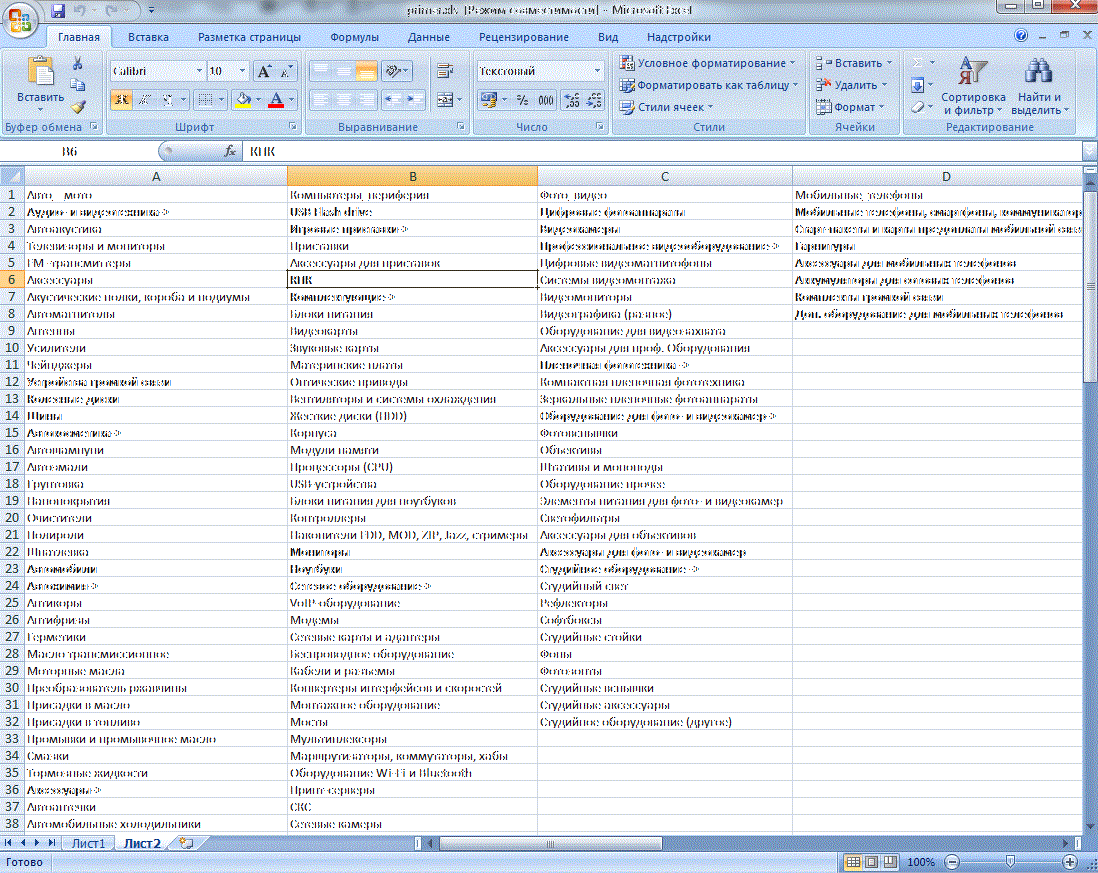 primer.xls [Режим совместимости] - Microsoft Excel
Главная Вставка Разметка страницы Формулы Данные Рецензирование Вид Надстройки
Вставить
Calibri 10
Текстовый
Условное форматирование
Форматировать как таблицу
Стили ячеек
Вставить
Удалить
Формат
Сортировка и фильтр
Найти и выделить
Буфер обмена Шрифт Выравнивание Число Стили Ячейки Редактирование
B6 fx КПК
A B C D
1 Авто, мото Компьютеры, периферия Фото, видео Мобильные, телефоны
2 Аудио- и видеотехника-> USB Flash drive Цифровые фотоаппараты Мобильные телефоны, смартфоны, коммуникатор
3 Автоакустика Игровые приставки-> Видеокамеры Старт-пакеты и карты предоплаты мобильной связ
4 Телевизоры и мониторы Приставки Профессиональное видеооборудование-> Гарнитуры
5 FM -трансмиттеры Аксессуары для приставок Цифровые видеомагнитофоны Аксессуары для мобильных телефонов
6 Аксессуары КПК Системы видеомонтажа Аккумуляторы для сотовых телефонов
7 Акустические полки, короба и подиумы Комплектующие-> Видеомониторы Комплекты громкой связи
8 Автомагнитолы Блоки питания Видеографика (разное) Доп. оборудование для мобильных телефонов
9 Антенны Видеокарты Оборудование для видеозахвата
10 Усилители Звуковые карты Аксессуары для проф. Оборудования
11 Чейнджеры Материнские платы Пленочная фототехника->
12 Устройства громкой связи Оптические приводы Компактная пленочная фототехника
13 Колесные диски Вентиляторы и системы охлаждения Зеркальные пленочные фотоаппараты
14 Шины Жесткие диски (HDD) Оборудование для фото- и видеокамер->
15 Автокосметика-> Корпуса Фотовспышки
16 Автошампуни Модули памяти Объективы
17 Автоэмали Процессоры (CPU) Штативы и моноподы
18 Грунтовка USB-устройства Оборудование прочее
19 Нанопокрытия Блоки питания для ноутбуков Элементы питания для фото- и видеокамер
20 Очистители Контроллеры Светофильтры
21 Полироли Накопители FDD, MOD, ZIP, Jazz, стримеры Аксессуары для объективов
22 Шпатлевка Мониторы Аксессуары для фото- и видеокамер
23 Автомобили Ноутбуки Студийное оборудование->
24 Автохимия-> Сетевое оборудование-> Студийный свет
25 Антикоры VoIP-оборудование Рефлекторы
26 Антифризы Модемы Софтбоксы
27 Герметики Сетевые карты и адаптеры Студийные стойки
28 Масло трансмиссионное Беспроводное оборудование Фоны
29 Моторные масла Кабели и разъемы Фотозонты
30 Преобразователь ржавчины Конвертеры интерфейсов и скоростей Студийные вспышки
31 Присадки в масло Монтажное оборудование Студийные аксессуары
32 Присадки в топливо Мосты Студийное оборудование (другое)
33 Промывки и промывочное масло Мультиплексоры
34 Смазки Маршрутизаторы, коммутаторы, хабы
35 Тормозные жидкости Оборудование Wi-Fi и Bluetooth
36 Аксессуары-> Принт-серверы
37 Автоаптечки СКС
38 Автомобильные холодильники Сетевые камеры
Лист1 Лист2
Готово 100%